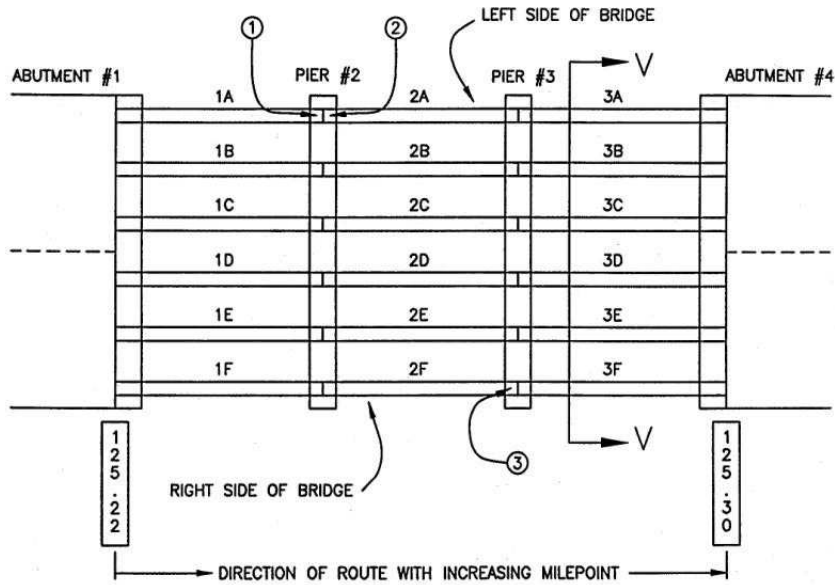 LEFT SIDE OF BRIDGE
① ②
ABUTMENT #1 PIER #2 PIER #3 V ABUTMENT #4
1A 2A 3A
1B 2B 3B
1C 2C 3C
1D 2D 3D
1E 2E 3E
1F 2F 3F
V
③
RIGHT SIDE OF BRIDGE
125.22
125.30
DIRECTION OF ROUTE WITH INCREASING MILEPOINT